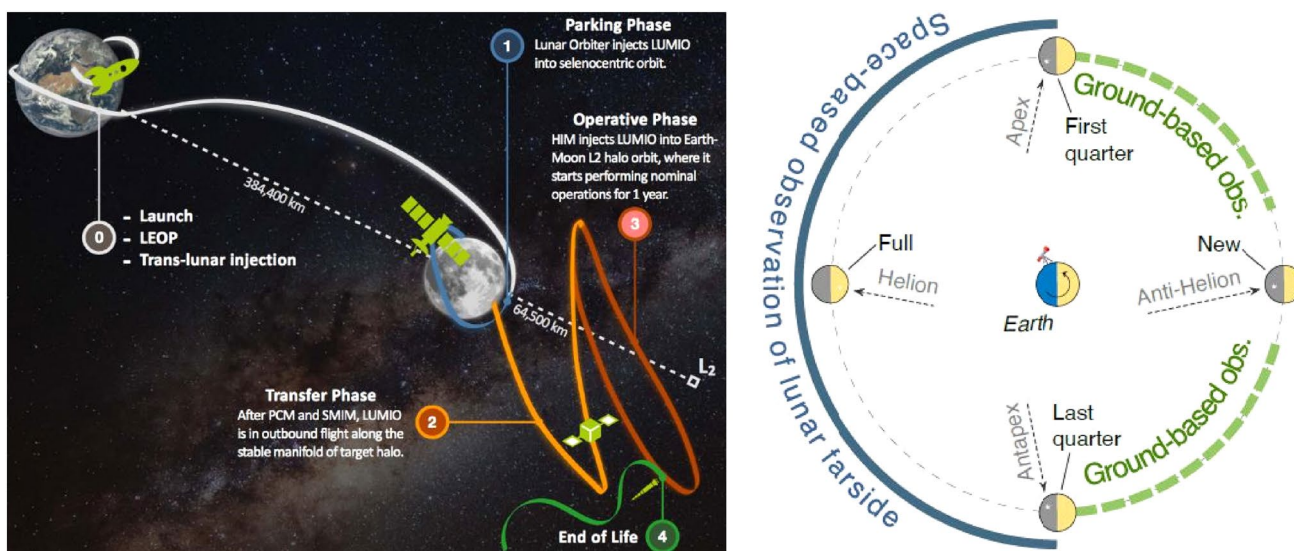 Parking Phase
1
Lunar Orbiter injects LUMIO
into selenocentric orbit.
Operative Phase
HIM injects LUMIO into Earth-
Moon L2 halo orbit, where it
starts performing nominal
operations for 1 year.
384,400 km
0
- Launch
- LEOP
- Trans-lunar injection
3
64,500 km
L2
Transfer Phase
After PCM and SMIM, LUMIO
is in outbound flight along the
stable manifold of target halo.
2
End of Life
4
Space-based observation of lunar farside
Ground-based obs.
Apex
First
quarter
Full
Helion
New
Anti-Helion
Earth
Antapex
Last
quarter
Ground-based obs.